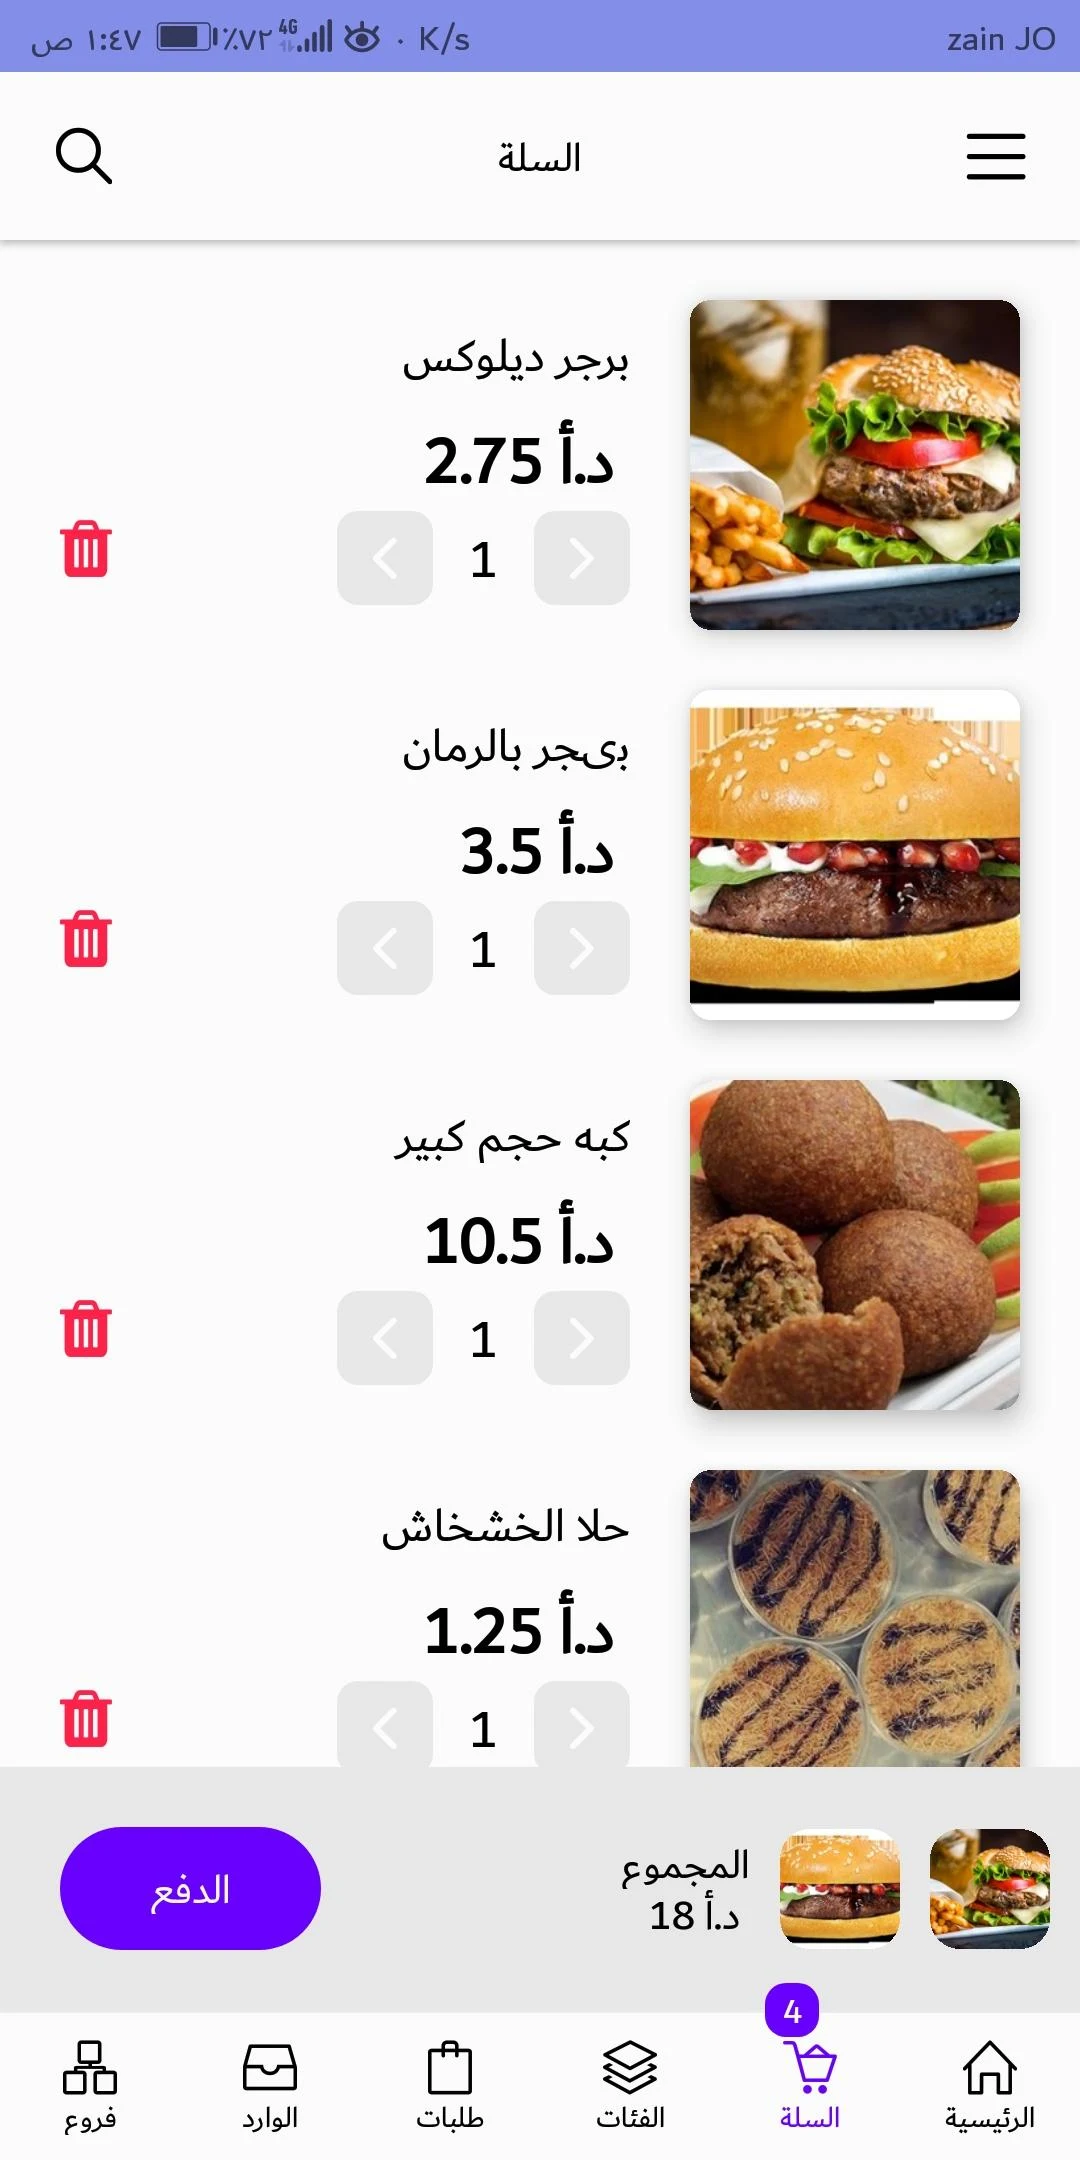 zain JO
K/s · 4G ٪٧٢ ١:٤٧ ص
السلة
برجر ديلوكس
د.أ 2.75
1
بىجر بالرمان
د.أ 3.5
1
كبه حجم كبير
د.أ 10.5
1
حلا الخشخاش
د.أ 1.25
1
المجموع
د.أ 18
الدفع
4
الرئيسية
السلة
الفئات
طلبات
الوارد
فروع